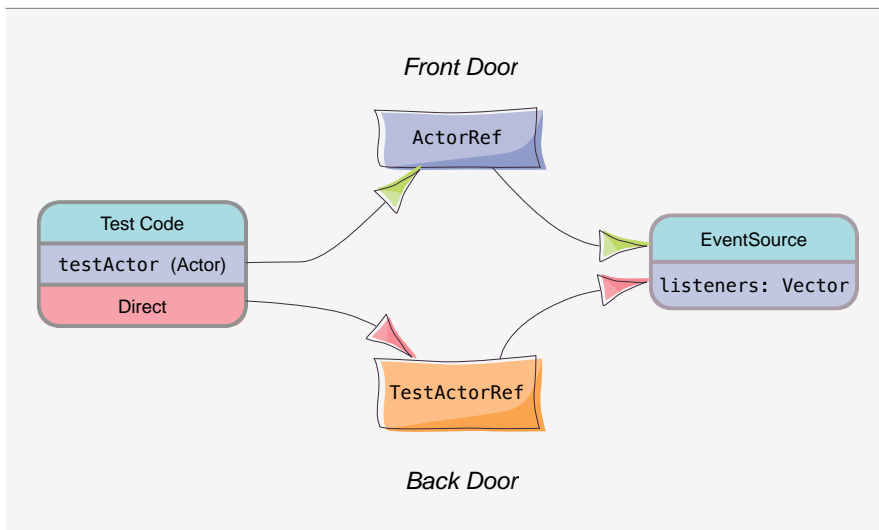 Front Door
ActorRef
Test Code
testActor (Actor)
Direct
EventSource
listeners: Vector
TestActorRef
Back Door